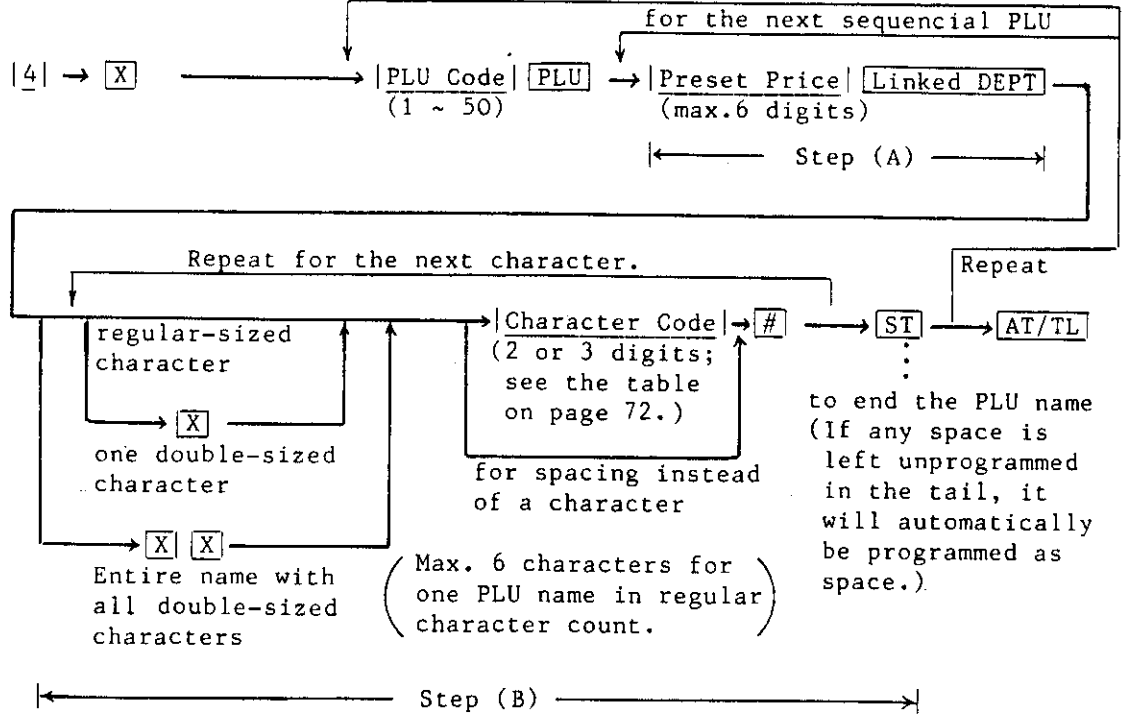 for the next sequencial PLU
|4| → X → |PLU Code| PLU → |Preset Price| Linked DEPT
(1 ~ 50) (max.6 digits)
Step (A)
Repeat for the next character.
Repeat
regular-sized
character
|Character Code| → # → ST → AT/TL
(2 or 3 digits;
see the table
on page 72.)
X
one double-sized
character
for spacing instead
of a character
to end the PLU name
(If any space is
left unprogrammed
in the tail, it
will automatically
be programmed as
space.)
X X
Entire name with
all double-sized
characters
(Max. 6 characters for
one PLU name in regular
character count.)
Step (B)